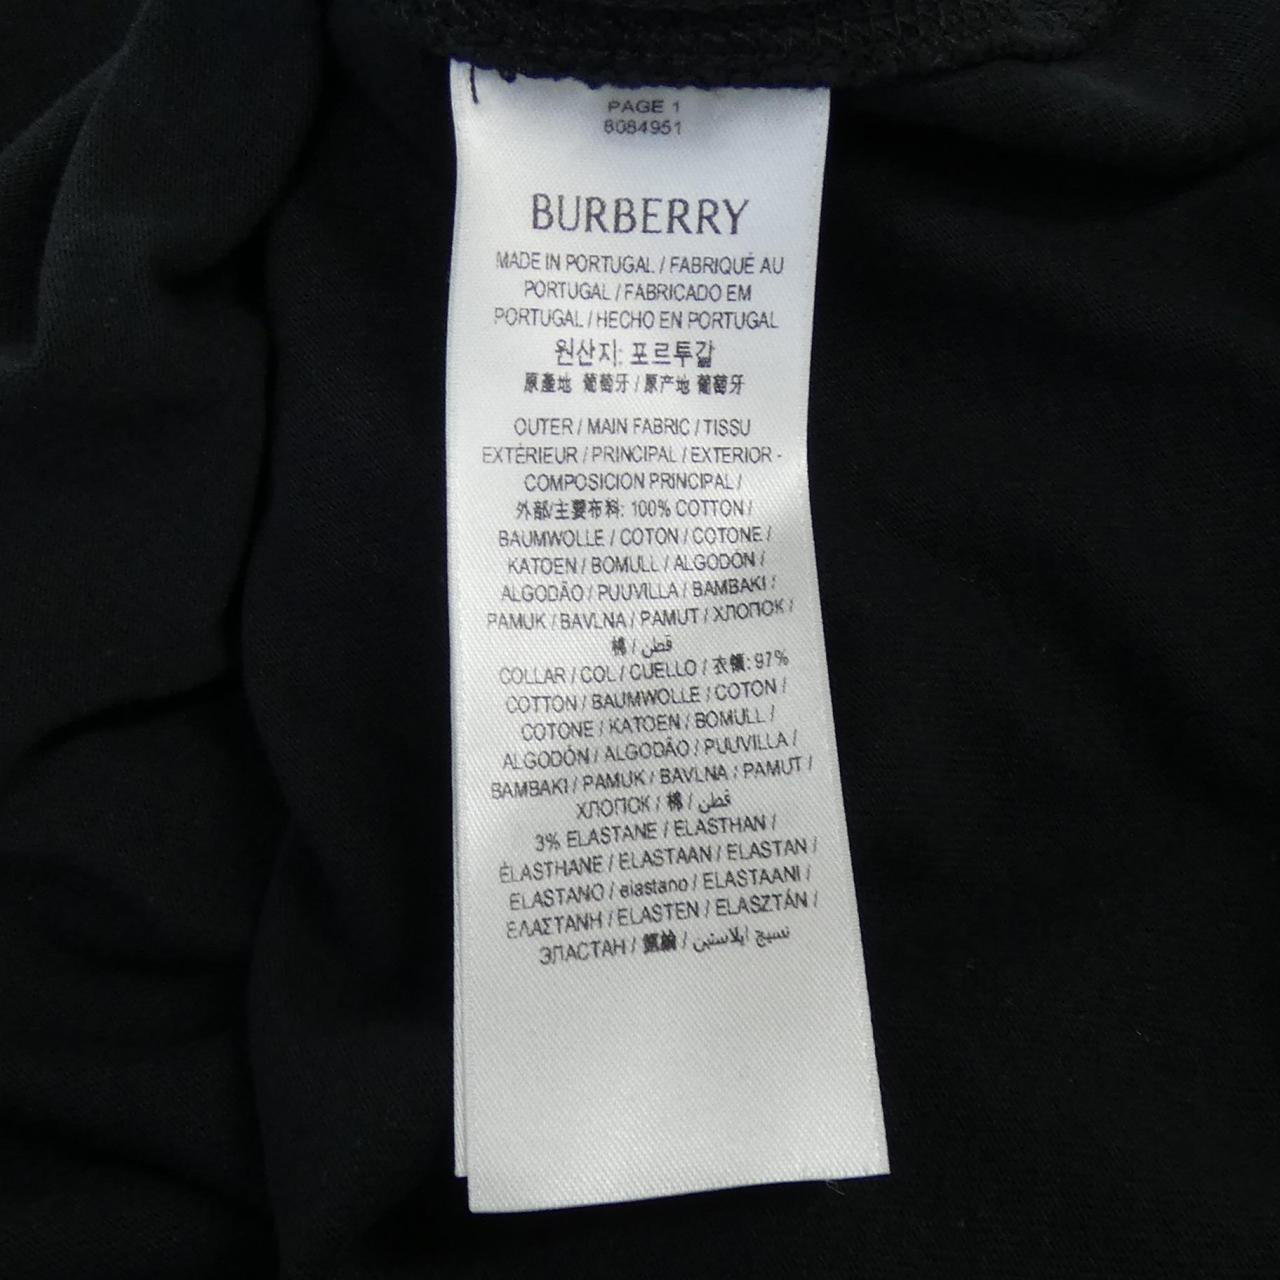 PAGE 1
8084951
BURBERRY
MADE IN PORTUGAL / FABRIQUÉ AU
PORTUGAL / FABRICADO EM
PORTUGAL / HECHO EN PORTUGAL
원산지: 포르투갈
原產地 葡萄牙 / 原产地 葡萄牙
OUTER / MAIN FABRIC / TISSU
EXTÉRIEUR / PRINCIPAL / EXTERIOR -
COMPOSICION PRINCIPAL /
外部/主要布料: 100% COTTON /
BAUMWOLLE / COTON / COTONE /
KATOEN / BOMULL / ALGODÓN /
ALGODÃO / PUUVILLA / BAMBAKI /
PAMUK / BAVLNA / PAMUT / ХЛОПОК /
棉 / قطن
COLLAR / COL / CUELLO / 衣領: 97%
COTTON / BAUMWOLLE / COTON /
COTONE / KATOEN / BOMULL /
ALGODÓN / ALGODÃO / PUUVILLA /
BAMBAKI / PAMUK / BAVLNA / PAMUT /
ХЛОПОК / 棉 / قطن
3% ELASTANE / ELASTHAN /
ÉLASTHANE / ELASTAAN / ELASTAN /
ELASTANO / elastano / ELASTAANI /
ΕΛΑΣΤΑΝΗ / ELASTEN / ELASZTÁN /
ЭЛАСТАН / / نسيج ايلاستين